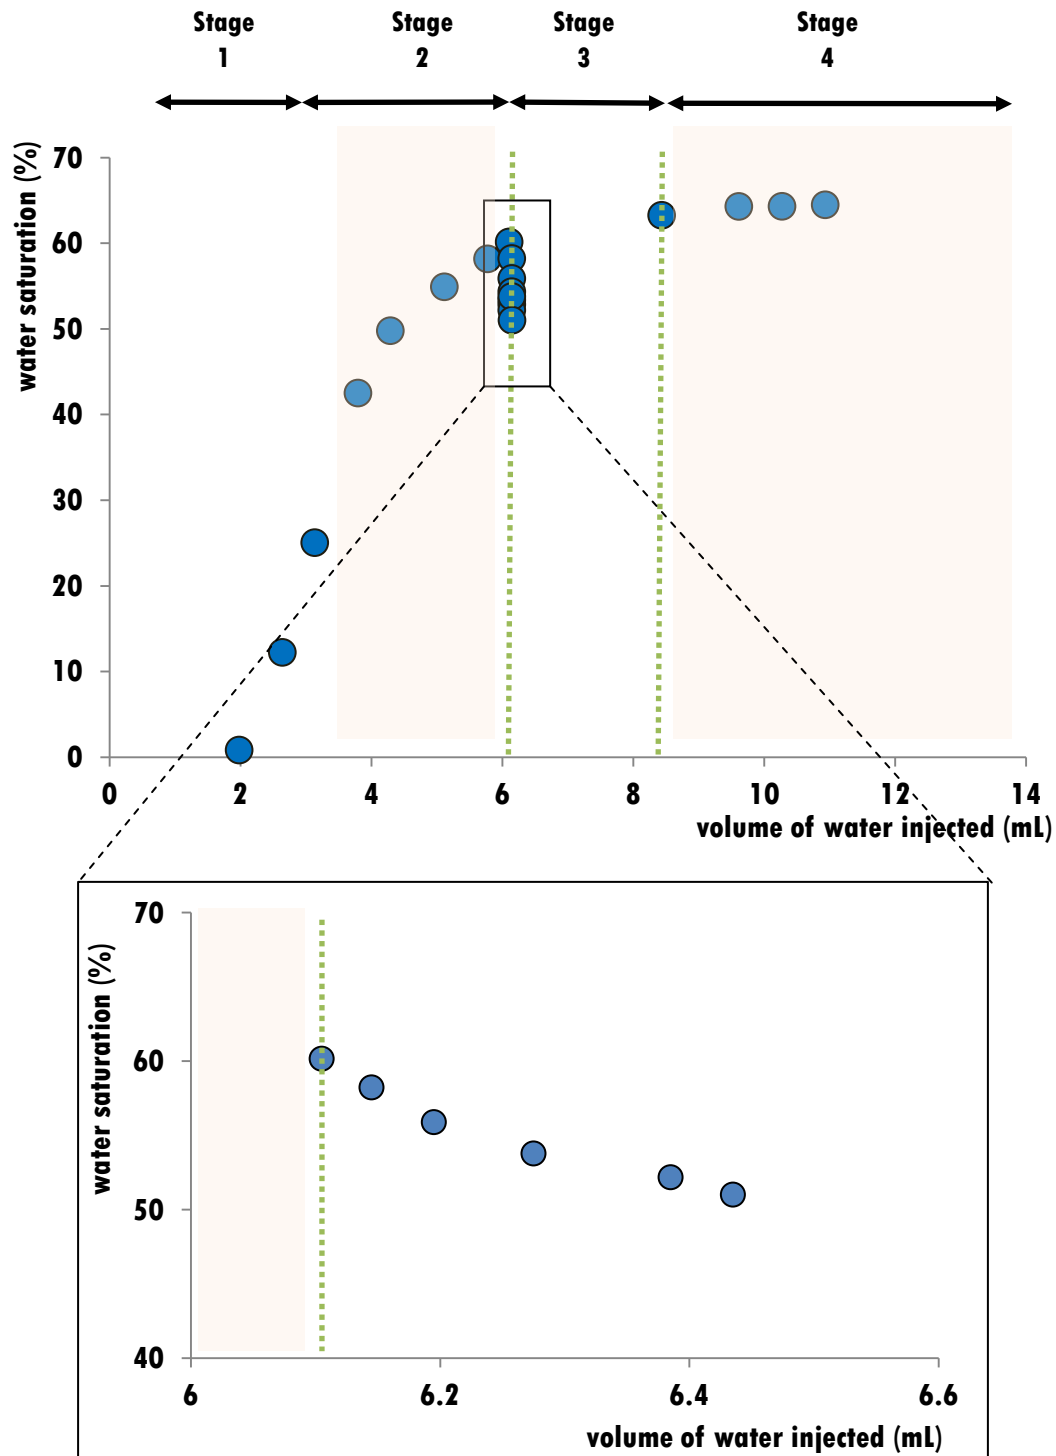 Stage
1
Stage
2
Stage
3
Stage
4
water saturation (%)
70
60
50
40
30
20
10
0
0 2 4 6 8 10 12 14
volume of water injected (mL)
water saturation (%)
70
60
50
40
6 6.2 6.4 6.6
volume of water injected (mL)